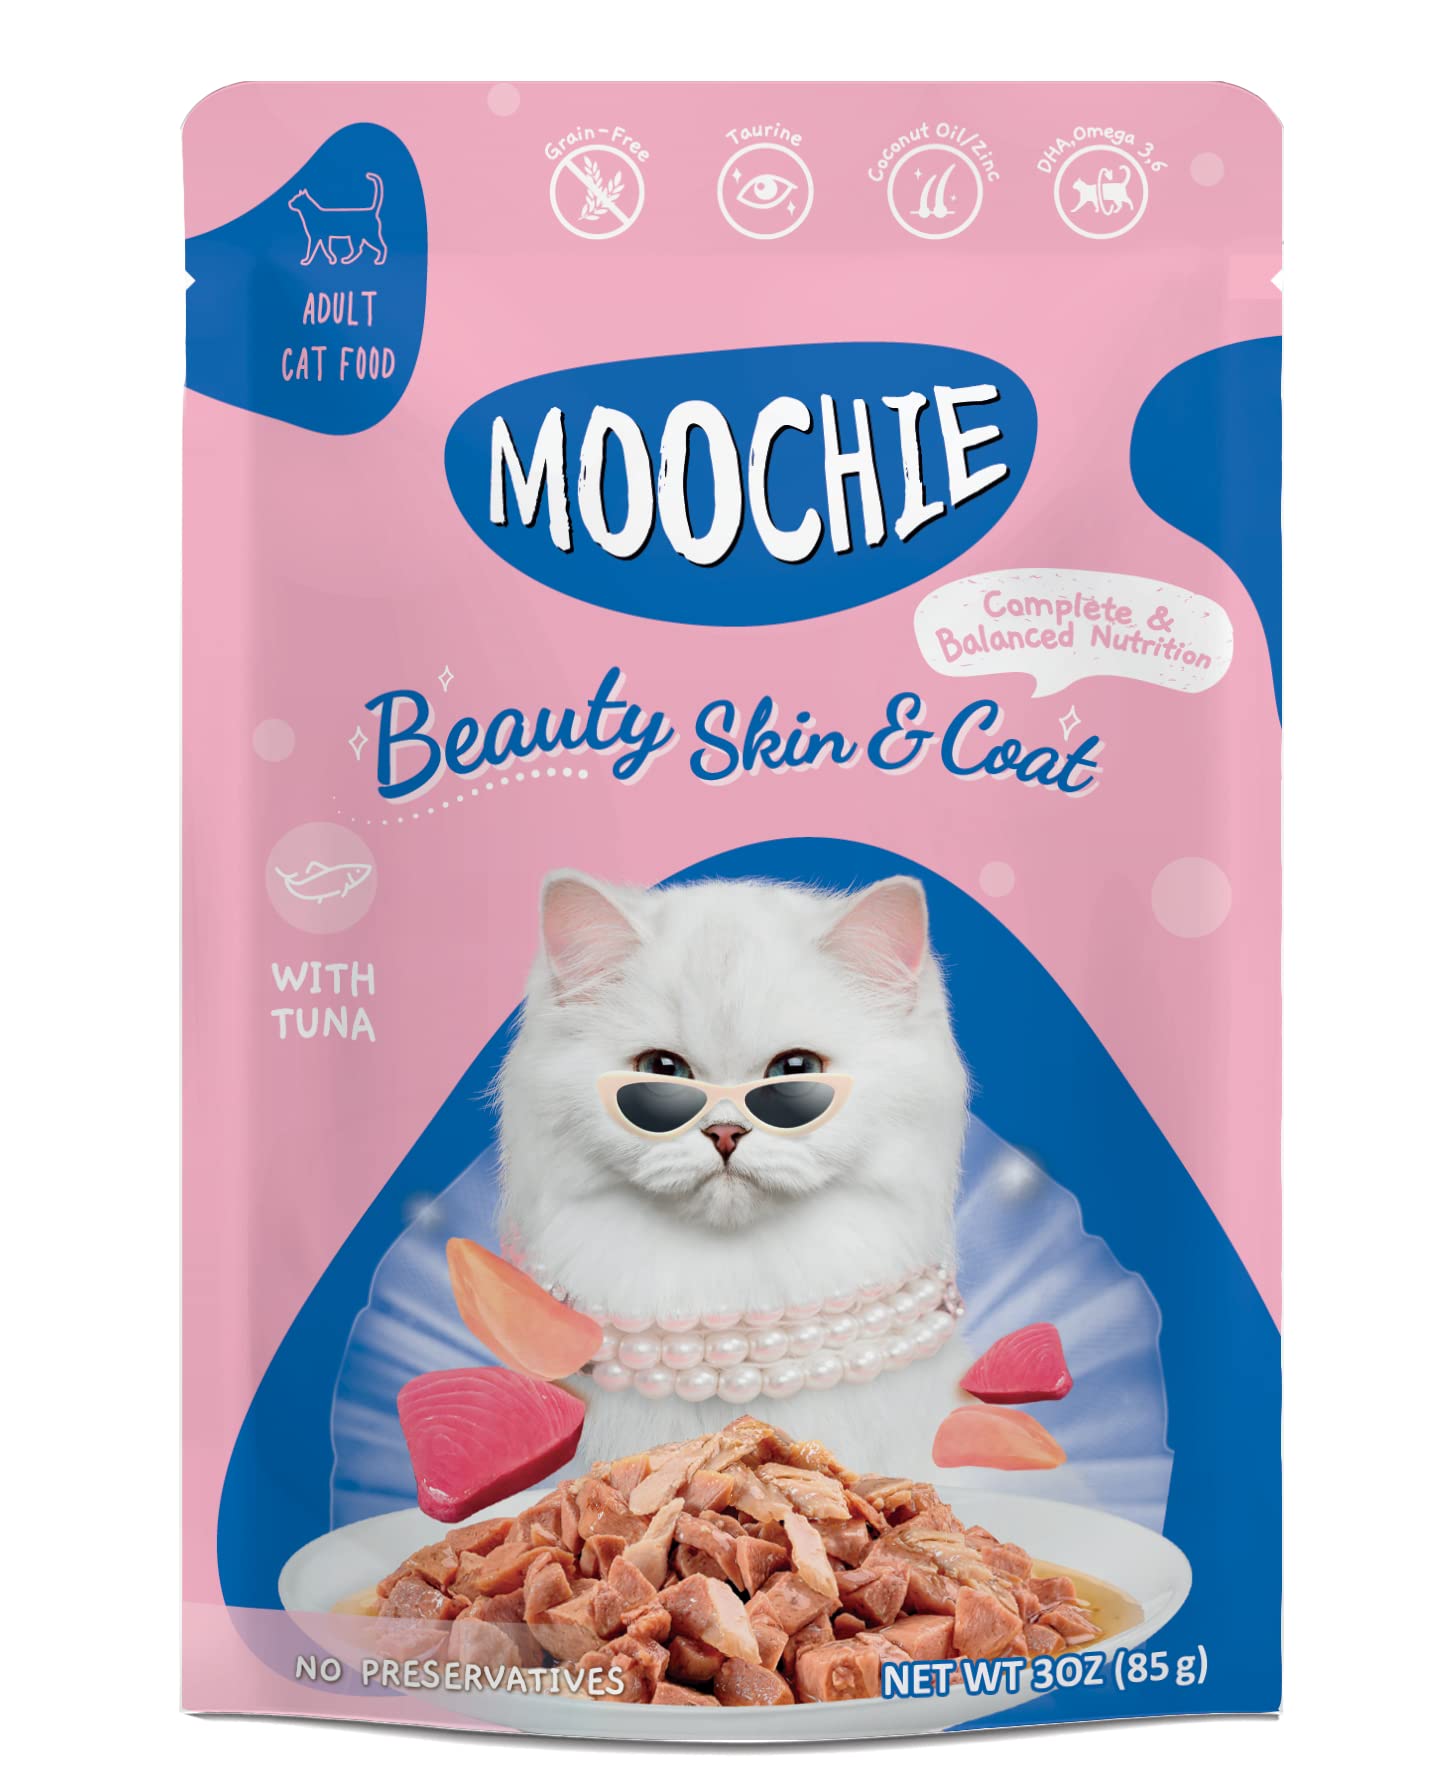 Grain-Free
Taurine
Coconut Oil/Zinc
DHA,Omega 3,6
ADULT
CAT FOOD
MOOCHIE
Complete &
Balanced Nutrition
Beauty Skin & Coat
WITH
TUNA
NO PRESERVATIVES
NET WT 3OZ (85 g)